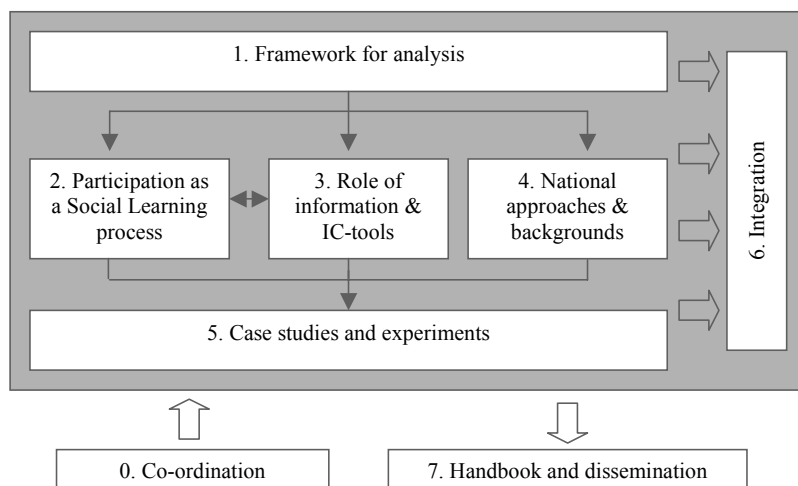 1. Framework for analysis
2. Participation as
a Social Learning
process
3. Role of
information &
IC-tools
4. National
approaches &
backgrounds
5. Case studies and experiments
6. Integration
0. Co-ordination
7. Handbook and dissemination